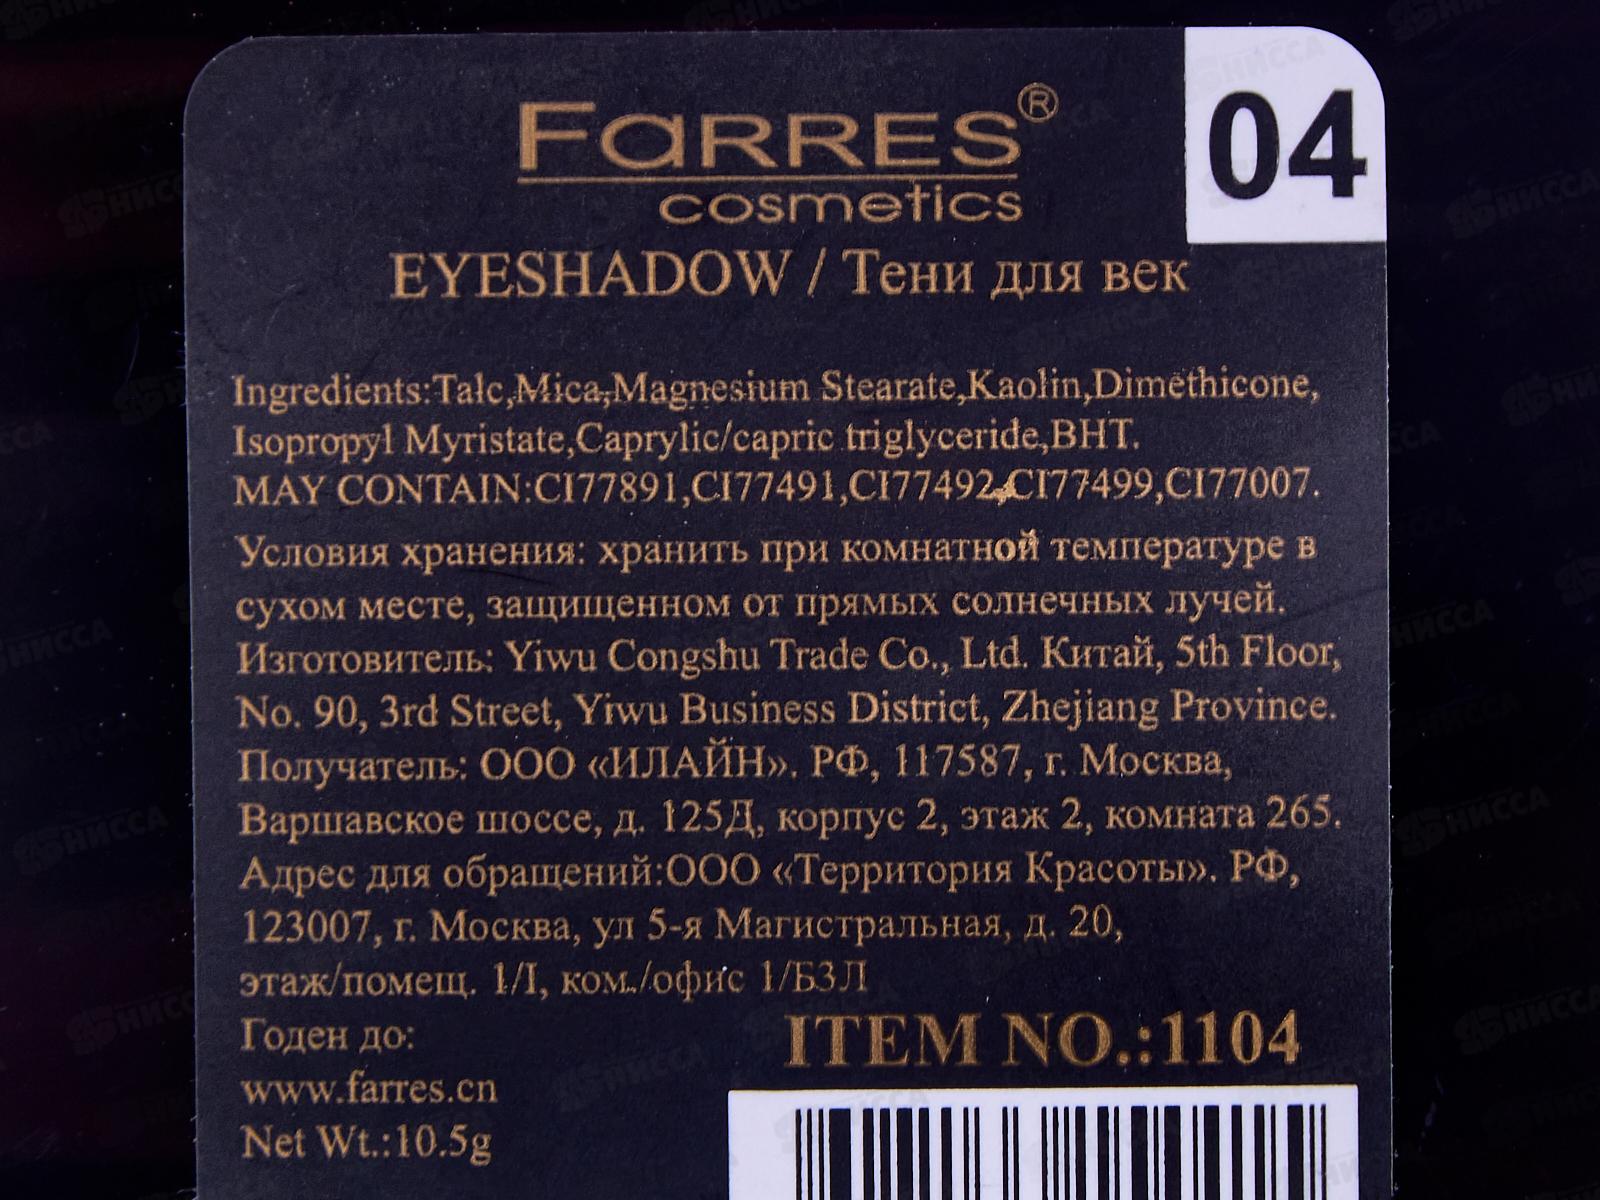 FARRES®
04
cosmetics
EYESHADOW / Тени для век
Ingredients:Talc,Mica,Magnesium Stearate,Kaolin,Dimethicone,
Isopropyl Myristate,Caprylic/capric triglyceride,BHT.
MAY CONTAIN:CI77891,CI77491,CI77492,CI77499,CI77007.
Условия хранения: хранить при комнатной температуре в
сухом месте, защищенном от прямых солнечных лучей.
Изготовитель: Yiwu Congshu Trade Co., Ltd. Китай, 5th Floor,
No. 90, 3rd Street, Yiwu Business District, Zhejiang Province.
Получатель: ООО «ИЛАЙН». РФ, 117587, г. Москва,
Варшавское шоссе, д. 125Д, корпус 2, этаж 2, комната 265.
Адрес для обращений:ООО «Территория Красоты». РФ,
123007, г. Москва, ул 5-я Магистральная, д. 20,
этаж/помещ. 1/I, ком./офис 1/БЗЛ
Годен до:
ITEM NO.:1104
www.farres.cn
Net Wt.:10.5g